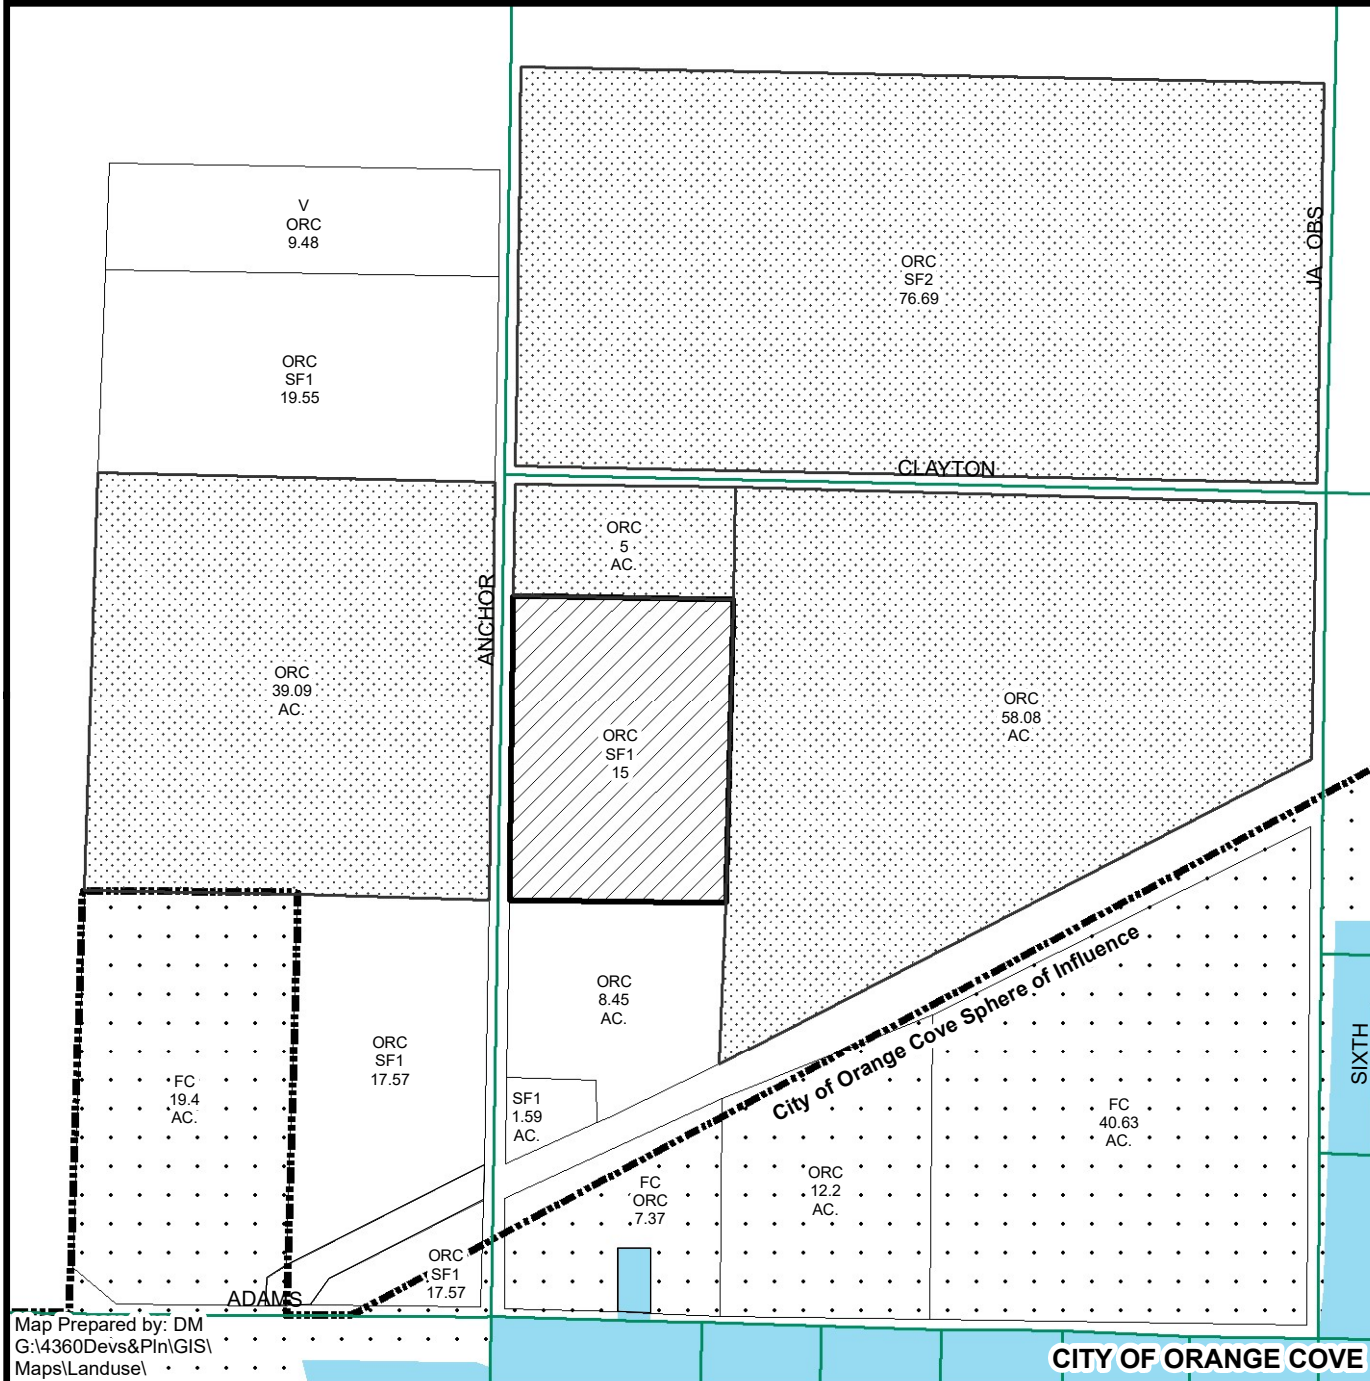 V
ORC
9.48
ORC
SF1
19.55
ORC
SF2
76.69
JA OBS
CLAYTON
ORC
5
AC.
ANCHOR
ORC
39.09
AC.
ORC
SF1
15
ORC
58.08
AC.
ORC
8.45
AC.
ORC
SF1
17.57
FC
19.4
AC.
SF1
1.59
AC.
City of Orange Cove Sphere of Influence
SIXTH
FC
40.63
AC.
ORC
12.2
AC.
FC
ORC
7.37
ORC
SF1
17.57
ADAMS
Map Prepared by: DM
G:\4360Devs&Pln\GIS\
Maps\Landuse\
CITY OF ORANGE COVE